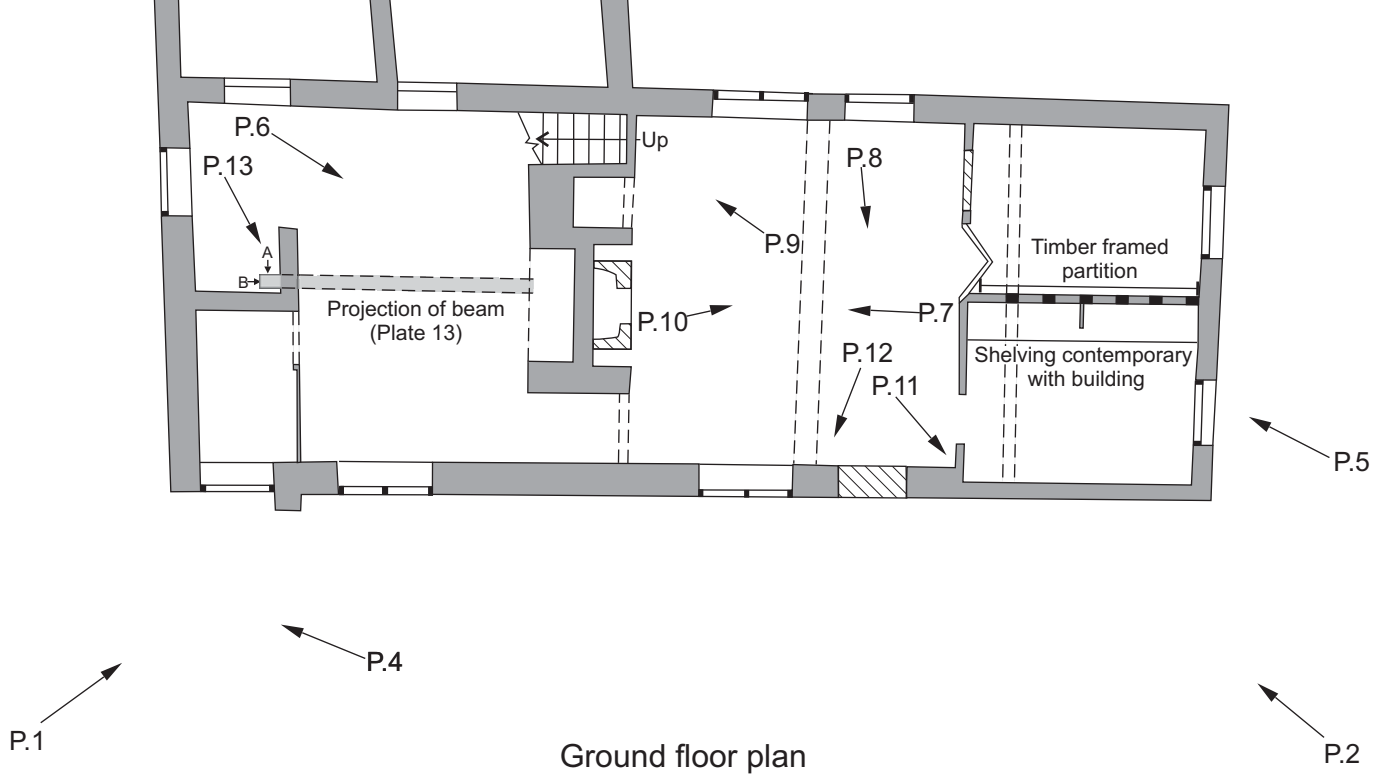 P.6
Up
P.13
P.8
A
B
P.9
Timber framed
partition
Projection of beam
(Plate 13)
P.10
P.7
P.12
Shelving contemporary
with building
P.11
P.5
P.4
P.1
P.2
Ground floor plan